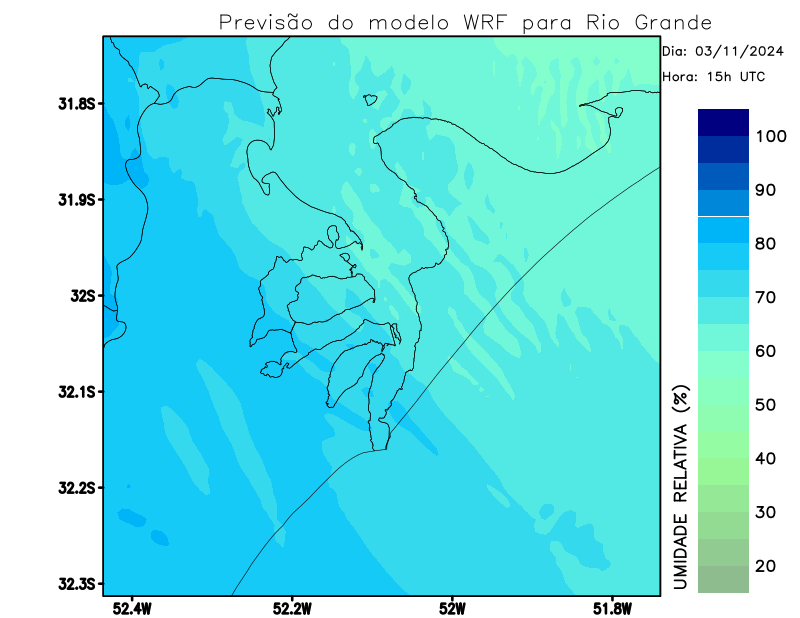 Previsão do modelo WRF para Rio Grande
Dia: 03/11/2024
Hora: 15h UTC
31.8S
31.9S
32S
32.1S
32.2S
32.3S
52.4W
52.2W
52W
51.8W
UMIDADE RELATIVA (%)
100
90
80
70
60
50
40
30
20